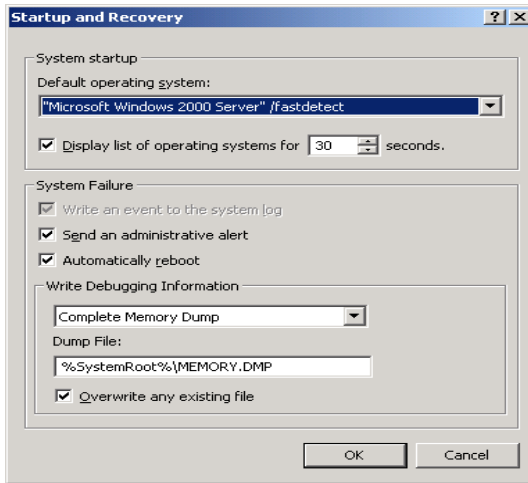 Startup and Recovery
System startup
Default operating system:
"Microsoft Windows 2000 Server" /fastdetect
Display list of operating systems for 30 seconds.
System Failure
Write an event to the system log
Send an administrative alert
Automatically reboot
Write Debugging Information
Complete Memory Dump
Dump File:
%SystemRoot%\MEMORY.DMP
Overwrite any existing file
OK Cancel